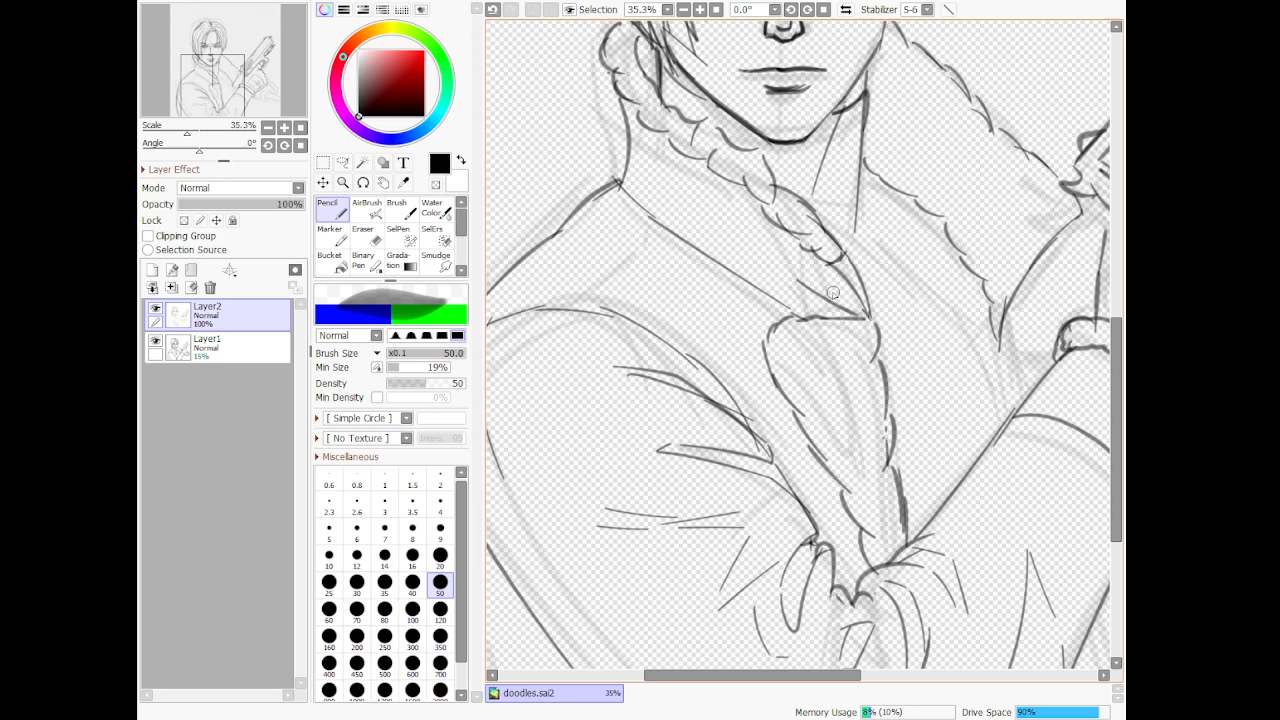 Selection
35.3%
0.0°
Stabilizer
S-6
Scale
35.3%
Angle
0°
Layer Effect
Mode
Normal
Opacity
100%
Lock
Clipping Group
Selection Source
Layer2
Normal
100%
Layer1
Normal
15%
T
Pencil
AirBrush
Brush
Water
Color
Marker
Eraser
SelPen
SelErs
Bucket
Binary
Pen
Grada-
tion
Smudge
Normal
Brush Size
x0.1
50.0
Min Size
19%
Density
50
Min Density
0%
[ Simple Circle ]
[ No Texture ]
95
Miscellaneous
0.6 0.8 1 1.5 2
2.3 2.6 3 3.5 4
5 6 7 8 9
10 12 14 16 20
25 30 35 40 50
60 70 80 100 120
160 200 250 300 350
400 450 500 600 700
doodles.sai2
35%
Memory Usage
8% (10%)
Drive Space
90%